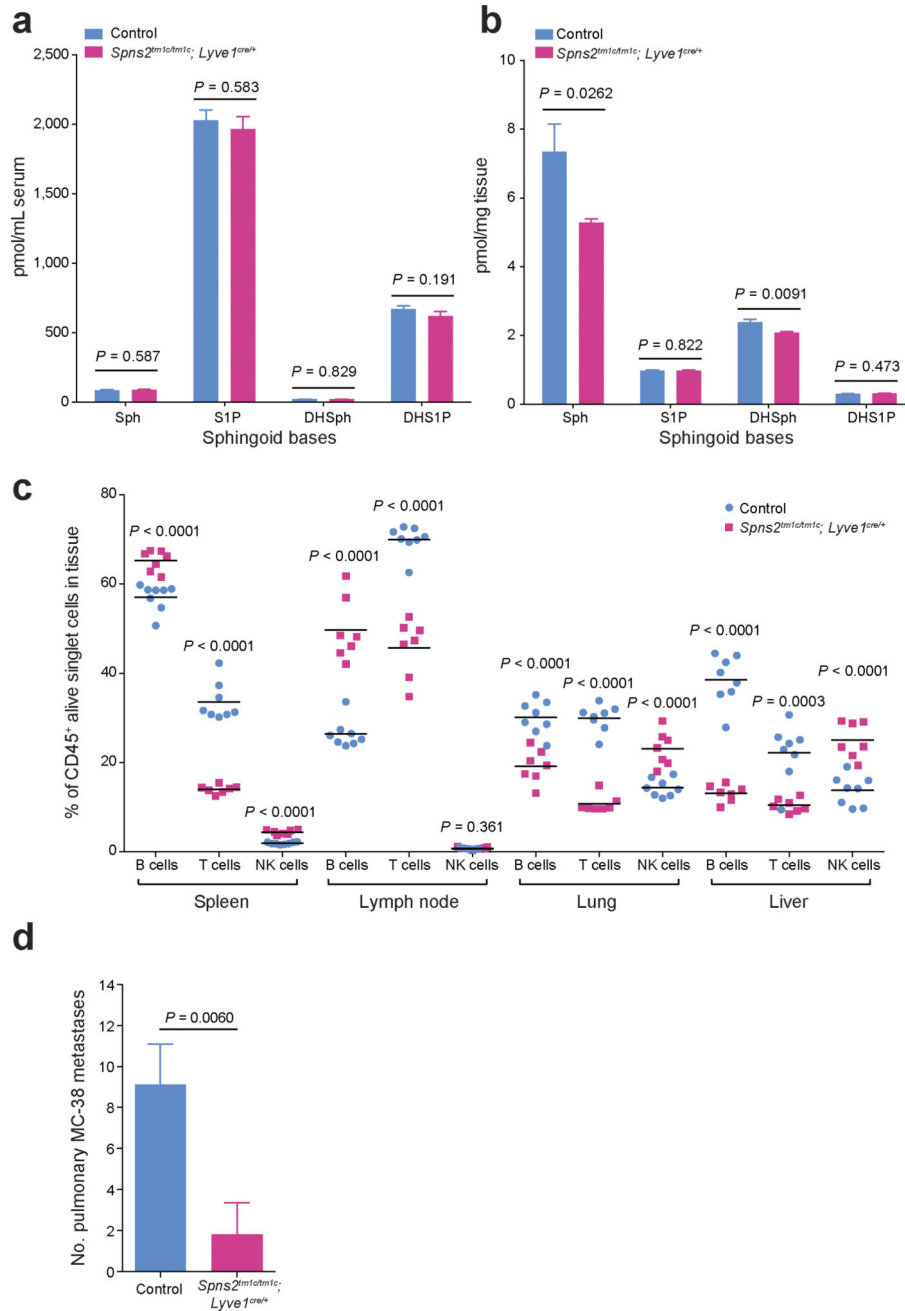 a
Control
Spns2tm1c/tm1c; Lyve1cre/+
2,500
2,000
1,500
1,000
500
0
pmol/mL serum
P = 0.583
P = 0.587
P = 0.829
P = 0.191
Sph S1P DHSph DHS1P
Sphingoid bases
b
Control
Spns2tm1c/tm1c; Lyve1cre/+
10
8
6
4
2
0
pmol/mg tissue
P = 0.0262
P = 0.822
P = 0.0091
P = 0.473
Sph S1P DHSph DHS1P
Sphingoid bases
c
80
60
40
20
0
% of CD45+ alive singlet cells in tissue
Control
Spns2tm1c/tm1c; Lyve1cre/+
P < 0.0001
P < 0.0001
P < 0.0001
P < 0.0001
P < 0.0001
P = 0.361
P < 0.0001
P < 0.0001
P < 0.0001
P < 0.0001
P = 0.0003
P < 0.0001
B cells T cells NK cells B cells T cells NK cells B cells T cells NK cells B cells T cells NK cells
Spleen Lymph node Lung Liver
d
14
12
10
8
6
4
2
0
No. pulmonary MC-38 metastases
P = 0.0060
Control Spns2tm1c/tm1c;
Lyve1cre/+